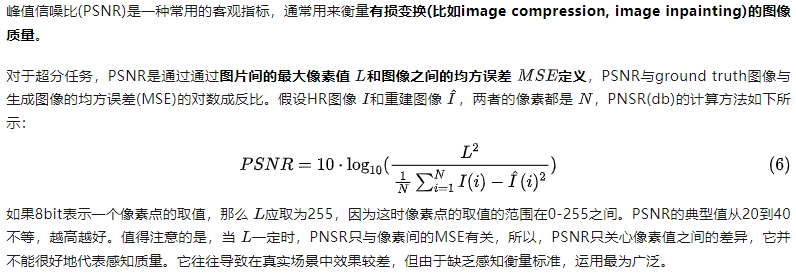 峰值信噪比(PSNR)是一种常用的客观指标，通常用来衡量有损变换(比如image compression, image inpainting)的图像
质量。
对于超分任务，PSNR是通过通过图片间的最大像素值 L和图像之间的均方误差 MSE定义，PSNR与ground truth图像与
生成图像的均方误差(MSE)的对数成反比。假设HR图像 I和重建图像 Î，两者的像素都是 N，PNSR(db)的计算方法如下所
示：
PSNR = 10 · log₁₀(L² / (1/N ∑ᵢ₌₁ᴺ I(i) − Î(i)²)) (6)
如果8bit表示一个像素点的取值，那么 L应取为255，因为这时像素点的取值的范围在0-255之间。PSNR的典型值从20到40
不等，越高越好。值得注意的是，当 L一定时，PNSR只与像素间的MSE有关，所以，PSNR只关心像素值之间的差异，它并
不能很好地代表感知质量。它往往导致在真实场景中效果较差，但由于缺乏感知衡量标准，运用最为广泛。